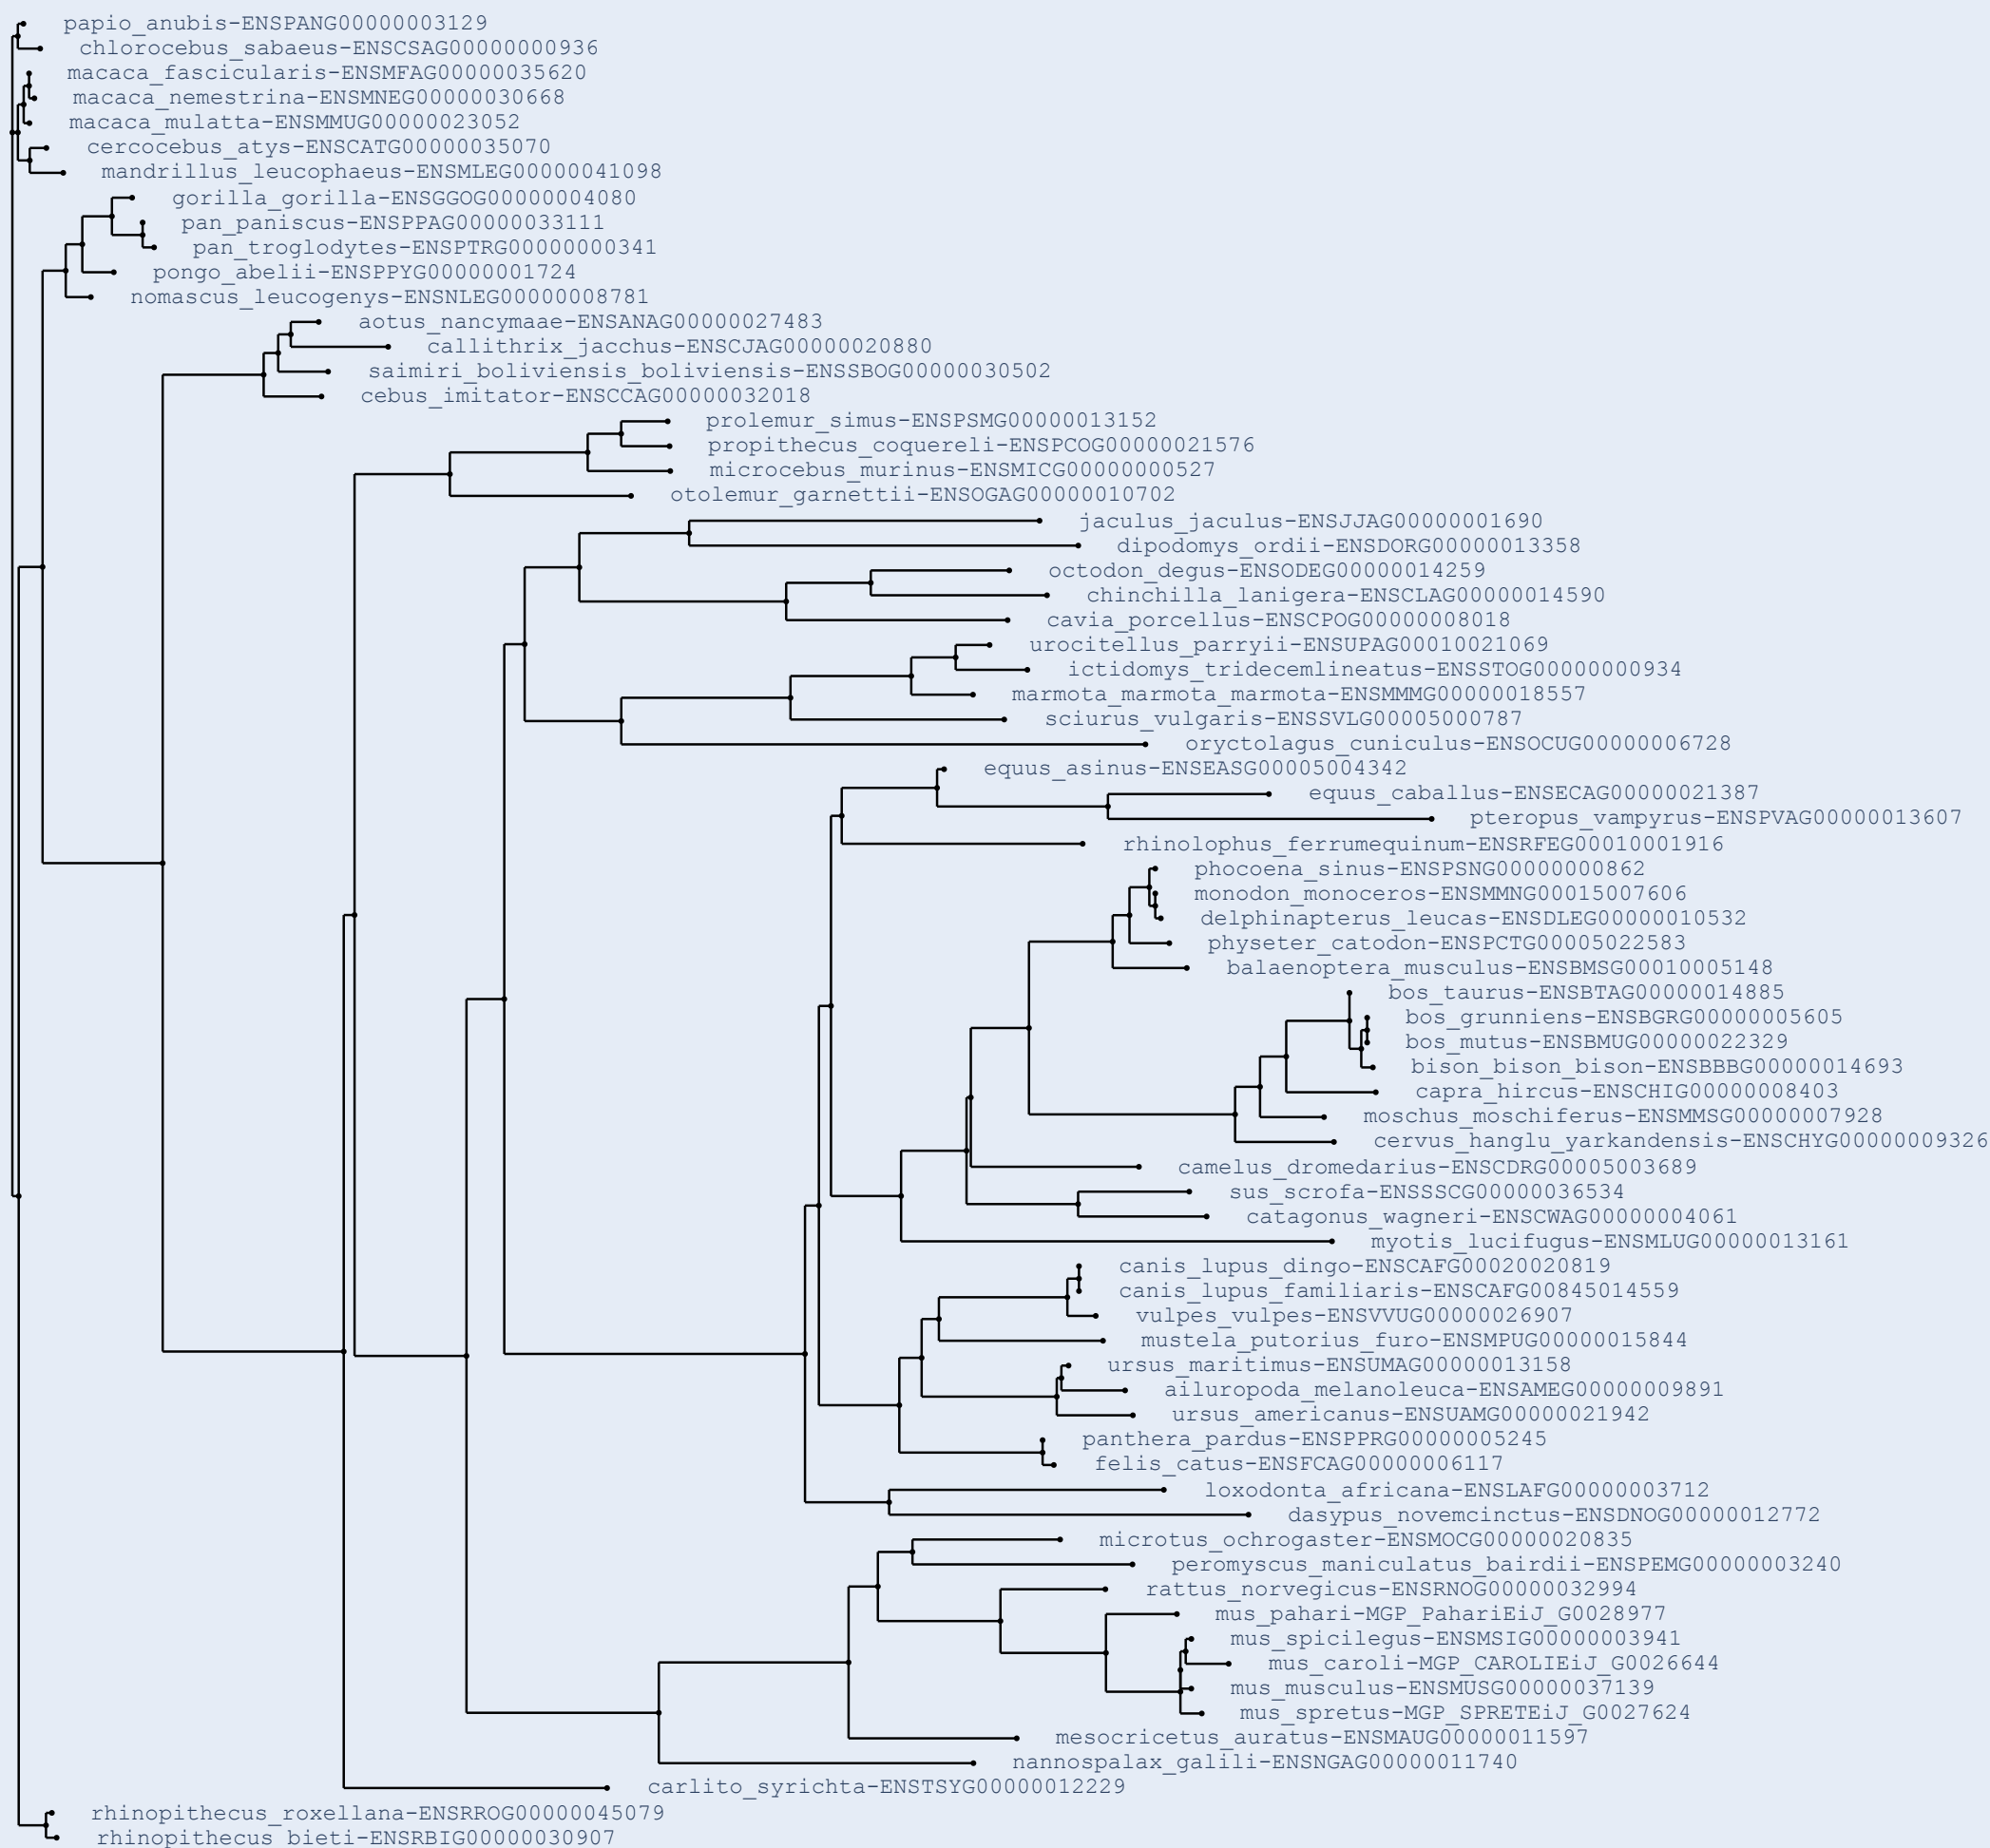 papio_anubis-ENSPANG00000003129
chlorocebus_sabaeus-ENSCSAG00000000936
macaca_fascicularis-ENSMFAG00000035620
macaca_nemestrina-ENSMNEG00000030668
macaca_mulatta-ENSMMUG00000023052
cercocebus_atys-ENSCATG00000035070
mandrillus_leucophaeus-ENSMLEG00000041098
gorilla_gorilla-ENSGGOG00000004080
pan_paniscus-ENSPPAG00000033111
pan_troglodytes-ENSPTRG00000000341
pongo_abelii-ENSPPYG00000001724
nomascus_leucogenys-ENSNLEG00000008781
aotus_nancymaae-ENSANAG00000027483
callithrix_jacchus-ENSCJAG00000020880
saimiri_boliviensis_boliviensis-ENSSBOG00000030502
cebus_imitator-ENSCCAG00000032018
prolemur_simus-ENSPSMG00000013152
propithecus_coquereli-ENSPCOG00000021576
microcebus_murinus-ENSMICG00000000527
otolemur_garnettii-ENSOGAG00000010702
jaculus_jaculus-ENSJJAG00000001690
dipodomys_ordii-ENSDORG00000013358
octodon_degus-ENSODEG00000014259
chinchilla_lanigera-ENSCLAG00000014590
cavia_porcellus-ENSCPOG00000008018
urocitellus_parryii-ENSUPAG00010021069
ictidomys_tridecemlineatus-ENSSTOG00000000934
marmota_marmota_marmota-ENSMMMG00000018557
sciurus_vulgaris-ENSSVLG00005000787
oryctolagus_cuniculus-ENSOCUG00000006728
equus_asinus-ENSEASG00005004342
equus_caballus-ENSECAG00000021387
pteropus_vampyrus-ENSPVAG00000013607
rhinolophus_ferrumequinum-ENSRFEG00010001916
phocoena_sinus-ENSPSNG00000000862
monodon_monoceros-ENSMMNG00015007606
delphinapterus_leucas-ENSDLEG00000010532
physeter_catodon-ENSPCTG00005022583
balaenoptera_musculus-ENSBMSG00010005148
bos_taurus-ENSBTAG00000014885
bos_grunniens-ENSBGRG00000005605
bos_mutus-ENSBMUG00000022329
bison_bison_bison-ENSBBBG00000014693
capra_hircus-ENSCHIG00000008403
moschus_moschiferus-ENSMMSG00000007928
cervus_hanglu_yarkandensis-ENSCHYG00000009326
camelus_dromedarius-ENSCDRG00005003689
sus_scrofa-ENSSSCG00000036534
catagonus_wagneri-ENSCWAG00000004061
myotis_lucifugus-ENSMLUG00000013161
canis_lupus_dingo-ENSCAFG00020020819
canis_lupus_familiaris-ENSCAFG00845014559
vulpes_vulpes-ENSVVUG00000026907
mustela_putorius_furo-ENSMPUG00000015844
ursus_maritimus-ENSUMAG00000013158
ailuropoda_melanoleuca-ENSAMEG00000009891
ursus_americanus-ENSUAMG00000021942
panthera_pardus-ENSPPRG00000005245
felis_catus-ENSFCAG00000006117
loxodonta_africana-ENSLAFG00000003712
dasypus_novemcinctus-ENSDNOG00000012772
microtus_ochrogaster-ENSMOCG00000020835
peromyscus_maniculatus_bairdii-ENSPEMG00000003240
rattus_norvegicus-ENSRNOG00000032994
mus_pahari-MGP_PahariEiJ_G0028977
mus_spicilegus-ENSMSIG00000003941
mus_caroli-MGP_CAROLIEiJ_G0026644
mus_musculus-ENSMUSG00000037139
mus_spretus-MGP_SPRETEiJ_G0027624
mesocricetus_auratus-ENSMAUG00000011597
nannospalax_galili-ENSNGAG00000011740
carlito_syrichta-ENSTSYG00000012229
rhinopithecus_roxellana-ENSRROG00000045079
rhinopithecus_bieti-ENSRBIG00000030907